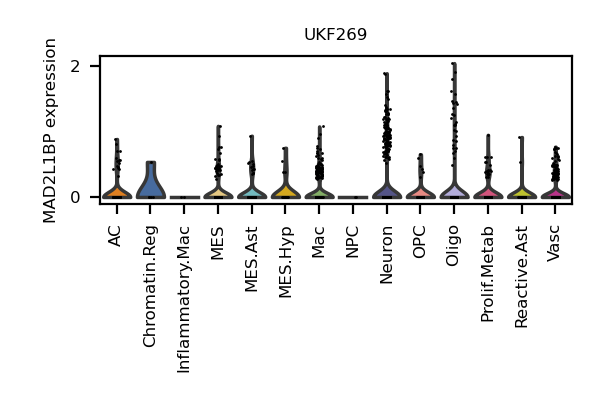 UKF269
MAD2L1BP expression
2
0
AC
Chromatin.Reg
Inflammatory.Mac
MES
MES.Ast
MES.Hyp
Mac
NPC
Neuron
OPC
Oligo
Prolif.Metab
Reactive.Ast
Vasc